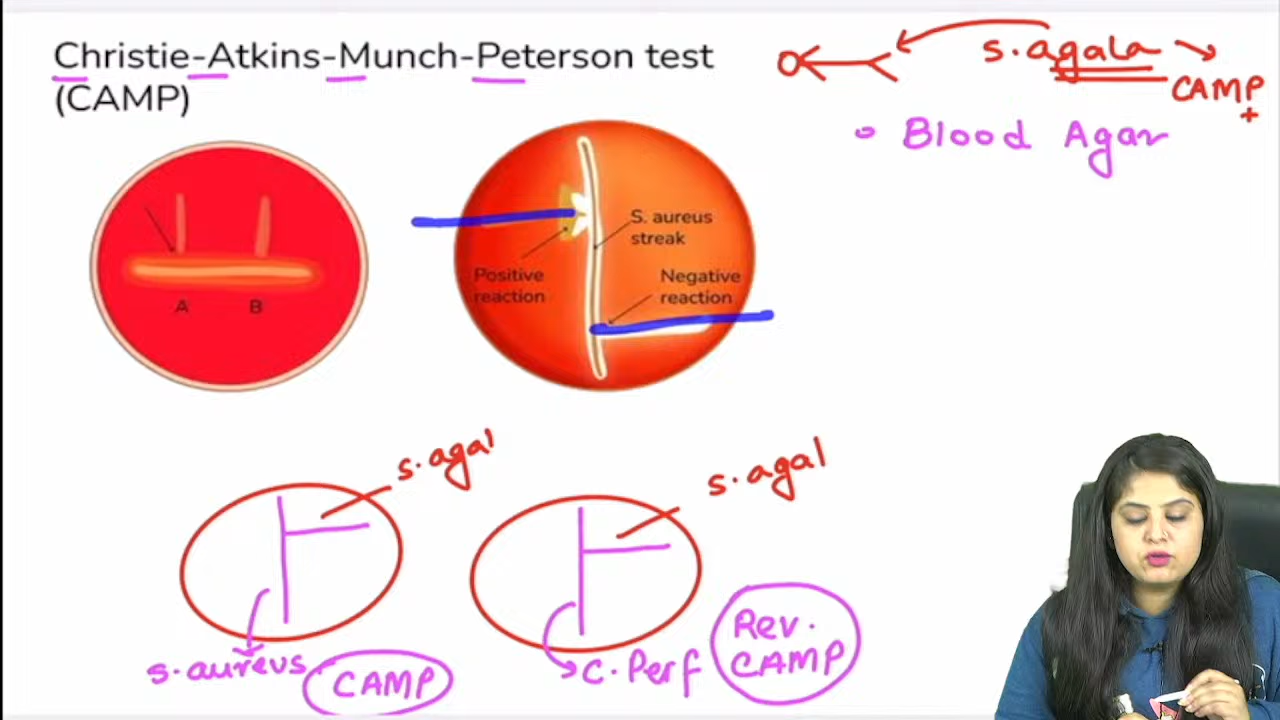 Christie-Atkins-Munch-Peterson test
(CAMP)
s.agala
CAMP
+
Blood Agar
S. aureus
streak
Positive
reaction
Negative
reaction
A B
s.agal
s.agal
s.aureus
CAMP
C. Perf
Rev.
CAMP